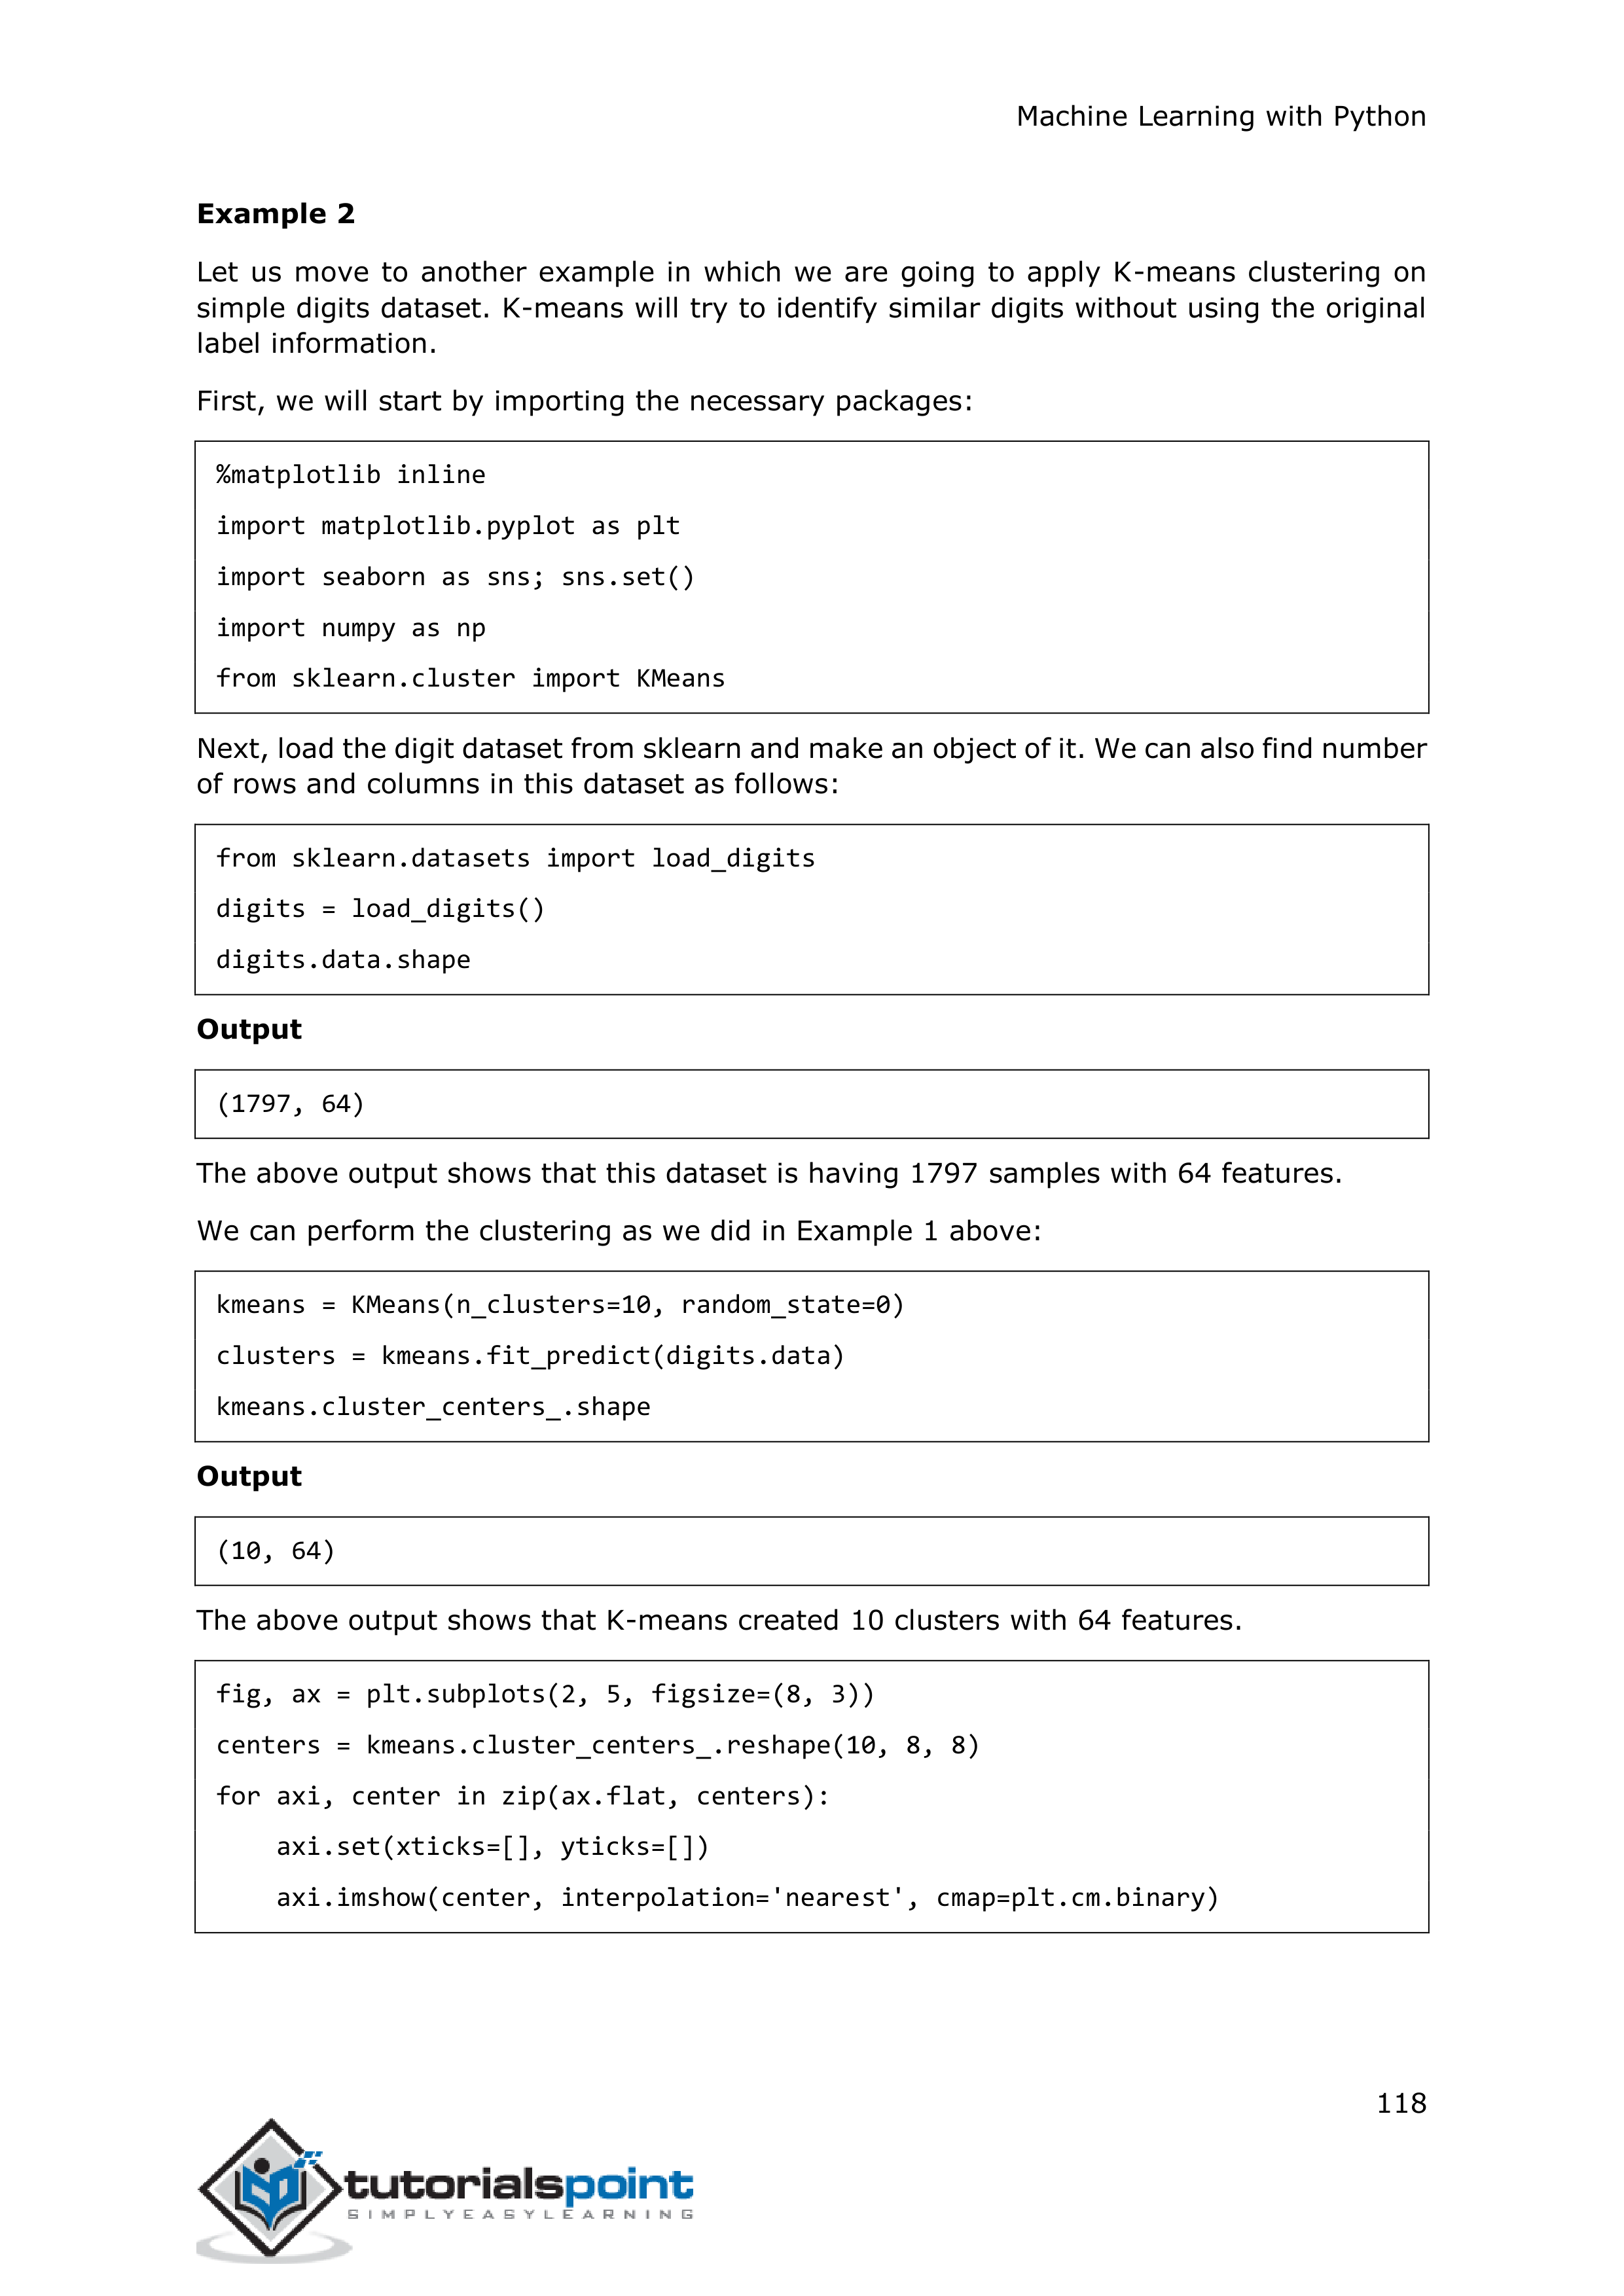 Machine Learning with Python
Example 2
Let us move to another example in which we are going to apply K-means clustering on
simple digits dataset. K-means will try to identify similar digits without using the original
label information.
First, we will start by importing the necessary packages:
%matplotlib inline
import matplotlib.pyplot as plt
import seaborn as sns; sns.set()
import numpy as np
from sklearn.cluster import KMeans
Next, load the digit dataset from sklearn and make an object of it. We can also find number
of rows and columns in this dataset as follows:
from sklearn.datasets import load_digits
digits = load_digits()
digits.data.shape
Output
(1797, 64)
The above output shows that this dataset is having 1797 samples with 64 features.
We can perform the clustering as we did in Example 1 above:
kmeans = KMeans(n_clusters=10, random_state=0)
clusters = kmeans.fit_predict(digits.data)
kmeans.cluster_centers_.shape
Output
(10, 64)
The above output shows that K-means created 10 clusters with 64 features.
fig, ax = plt.subplots(2, 5, figsize=(8, 3))
centers = kmeans.cluster_centers_.reshape(10, 8, 8)
for axi, center in zip(ax.flat, centers):
    axi.set(xticks=[], yticks=[])
    axi.imshow(center, interpolation='nearest', cmap=plt.cm.binary)
118
tutorialspoint
SIMPLYEASYLEARNING